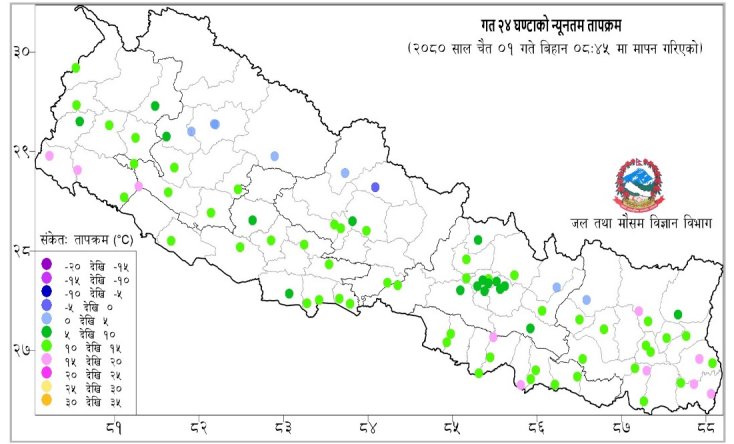 गत २४ घण्टाको न्यूनतम तापक्रम
(२०८० साल चैत ०१ गते बिहान ०८:४५ मा मापन गरिएको)
३०
२९
जल तथा मौसम विज्ञान विभाग
संकेत: तापक्रम (°C)
२८
-२० देखि -१५
-१५ देखि -१०
-१० देखि -५
-५ देखि ०
० देखि ५
५ देखि १०
१० देखि १५
१५ देखि २०
२० देखि २५
२५ देखि ३०
३० देखि ३५
२७
८१ ८२ ८३ ८४ ८५ ८६ ८७ ८८